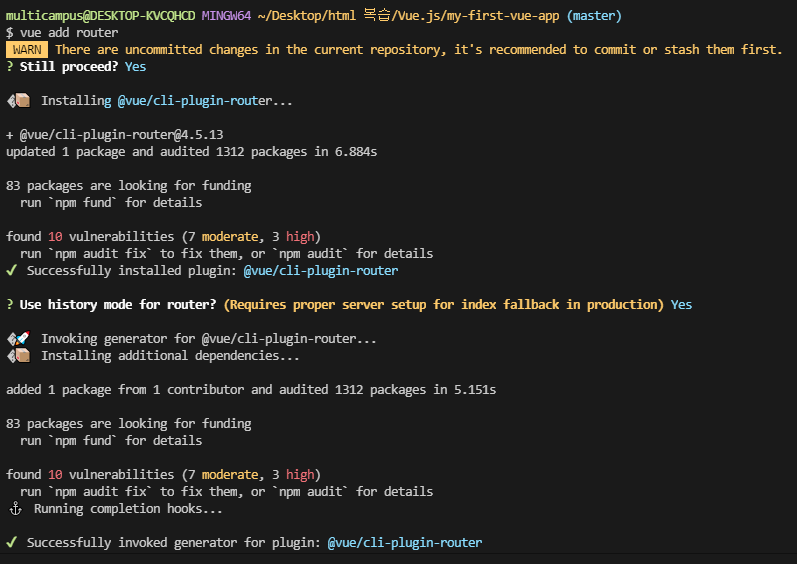 multicampus@DESKTOP-KVCQHCD MINGW64 ~/Desktop/html 복습/Vue.js/my-first-vue-app (master)
$ vue add router
WARN There are uncommitted changes in the current repository, it's recommended to commit or stash them first.
? Still proceed? Yes
Installing @vue/cli-plugin-router...
+ @vue/cli-plugin-router@4.5.13
updated 1 package and audited 1312 packages in 6.884s
83 packages are looking for funding
run `npm fund` for details
found 10 vulnerabilities (7 moderate, 3 high)
run `npm audit fix` to fix them, or `npm audit` for details
✔ Successfully installed plugin: @vue/cli-plugin-router
? Use history mode for router? (Requires proper server setup for index fallback in production) Yes
🚀 Invoking generator for @vue/cli-plugin-router...
📦 Installing additional dependencies...
added 1 package from 1 contributor and audited 1312 packages in 5.151s
83 packages are looking for funding
run `npm fund` for details
found 10 vulnerabilities (7 moderate, 3 high)
run `npm audit fix` to fix them, or `npm audit` for details
⚓ Running completion hooks...
✔ Successfully invoked generator for plugin: @vue/cli-plugin-router